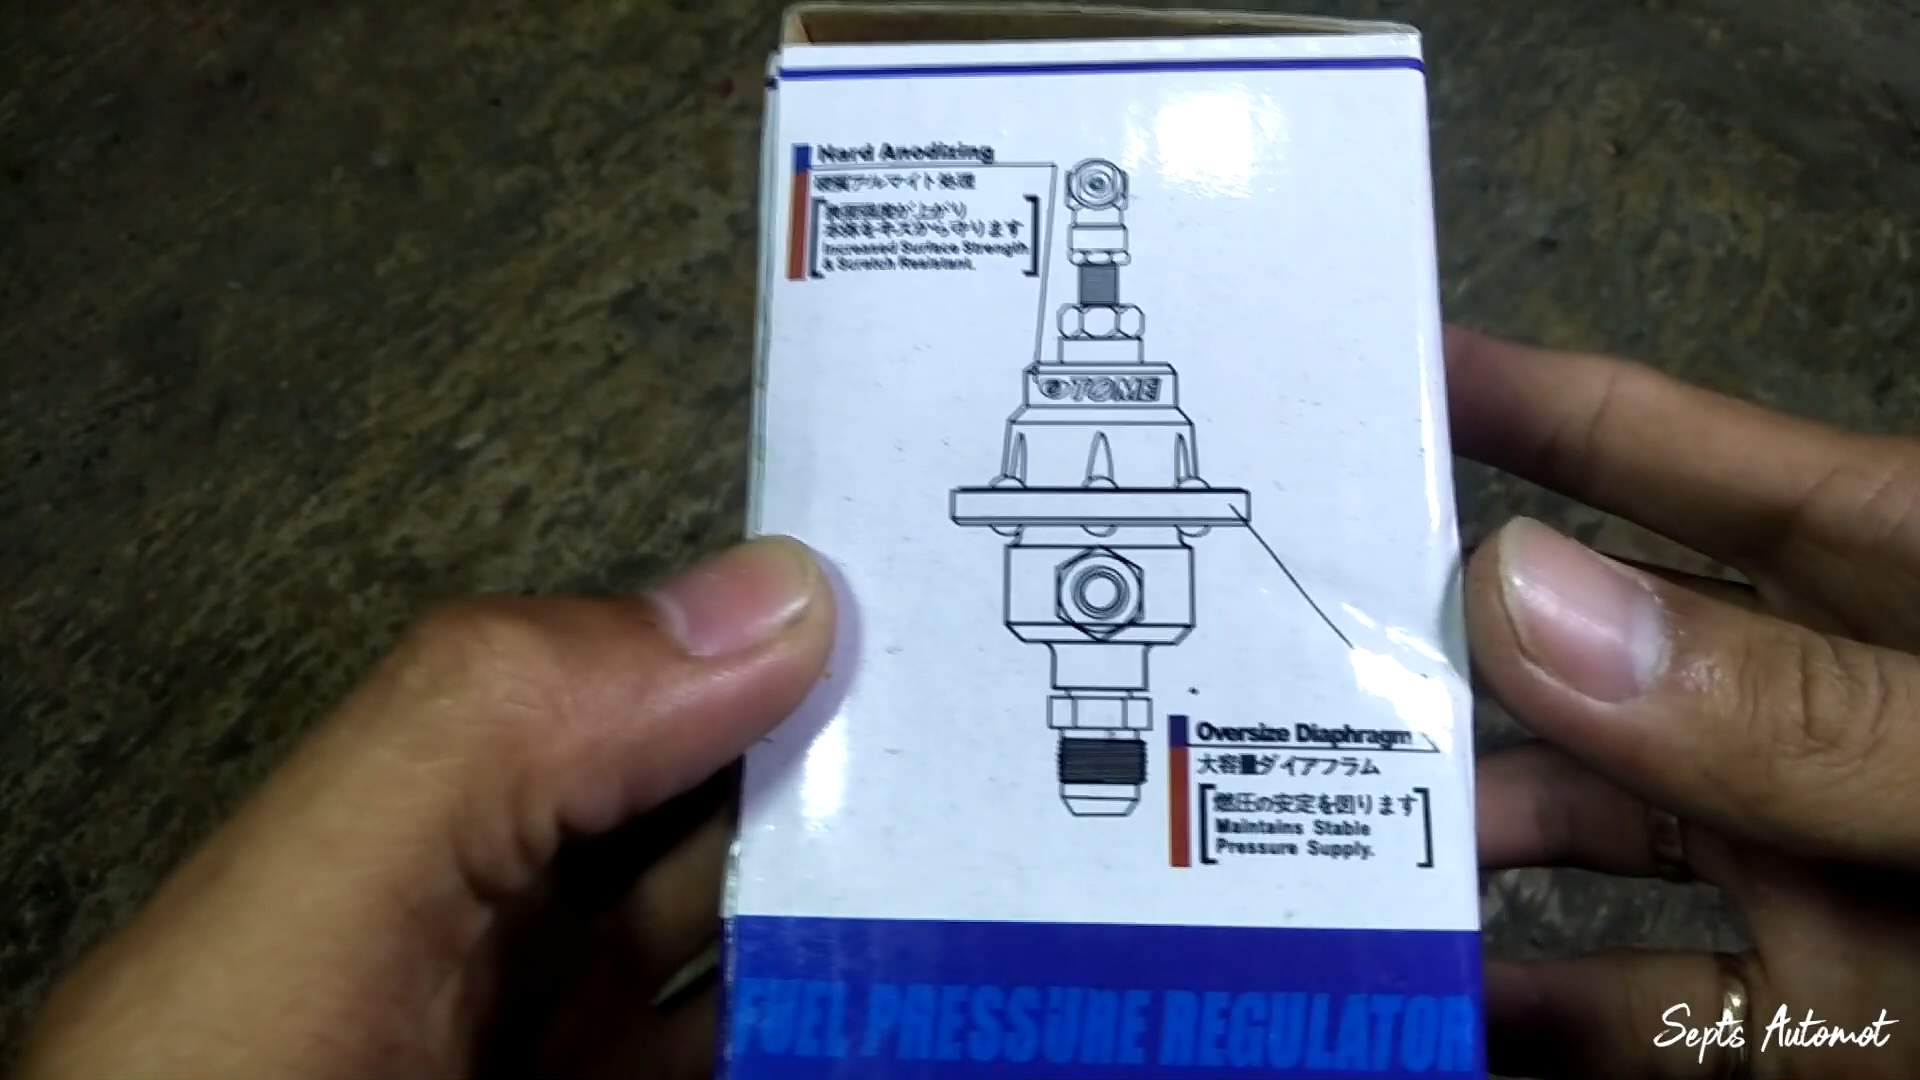 Hard Anodizing
硬質アルマイト処理
表面強度が上がり
本体をキズから守ります
Increased Surface Strength
& Scratch Resistant.
TOMEI
Oversize Diaphragm
大容量ダイアフラム
燃圧の安定を図ります
Maintains Stable
Pressure Supply.
FUEL PRESSURE REGULATOR
Septs Automot